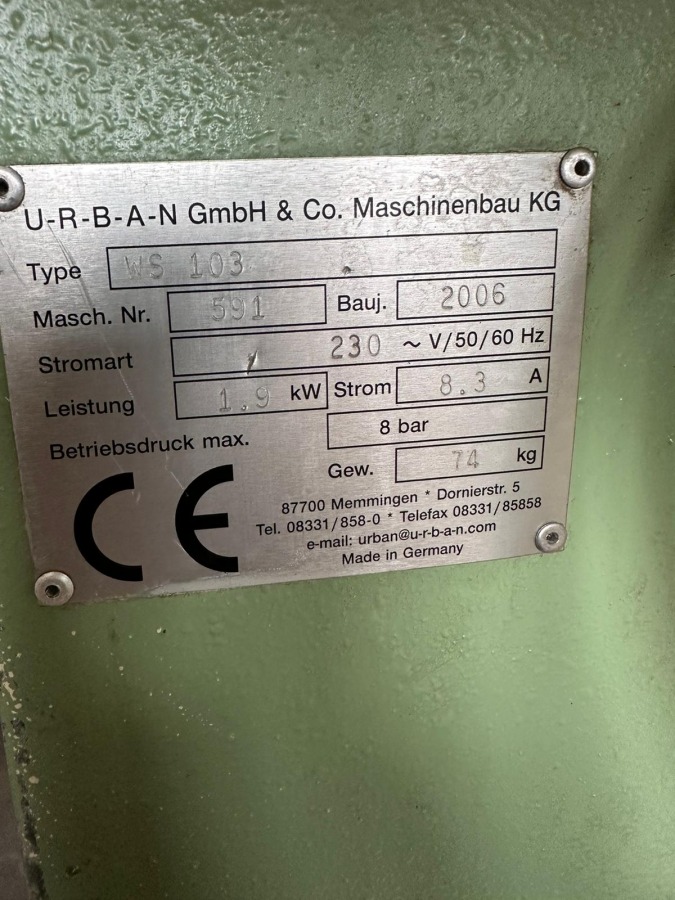 U-R-B-A-N GmbH & Co. Maschinenbau KG
Type WS 103
Masch. Nr. 591 Bauj. 2006
Stromart 1 230 ~ V/50/60 Hz
Leistung 1.9 kW Strom 8.3 A
Betriebsdruck max. 8 bar
Gew. 74 kg
CE
87700 Memmingen * Dornierstr. 5
Tel. 08331/858-0 * Telefax 08331/85858
e-mail: urban@u-r-b-a-n.com
Made in Germany